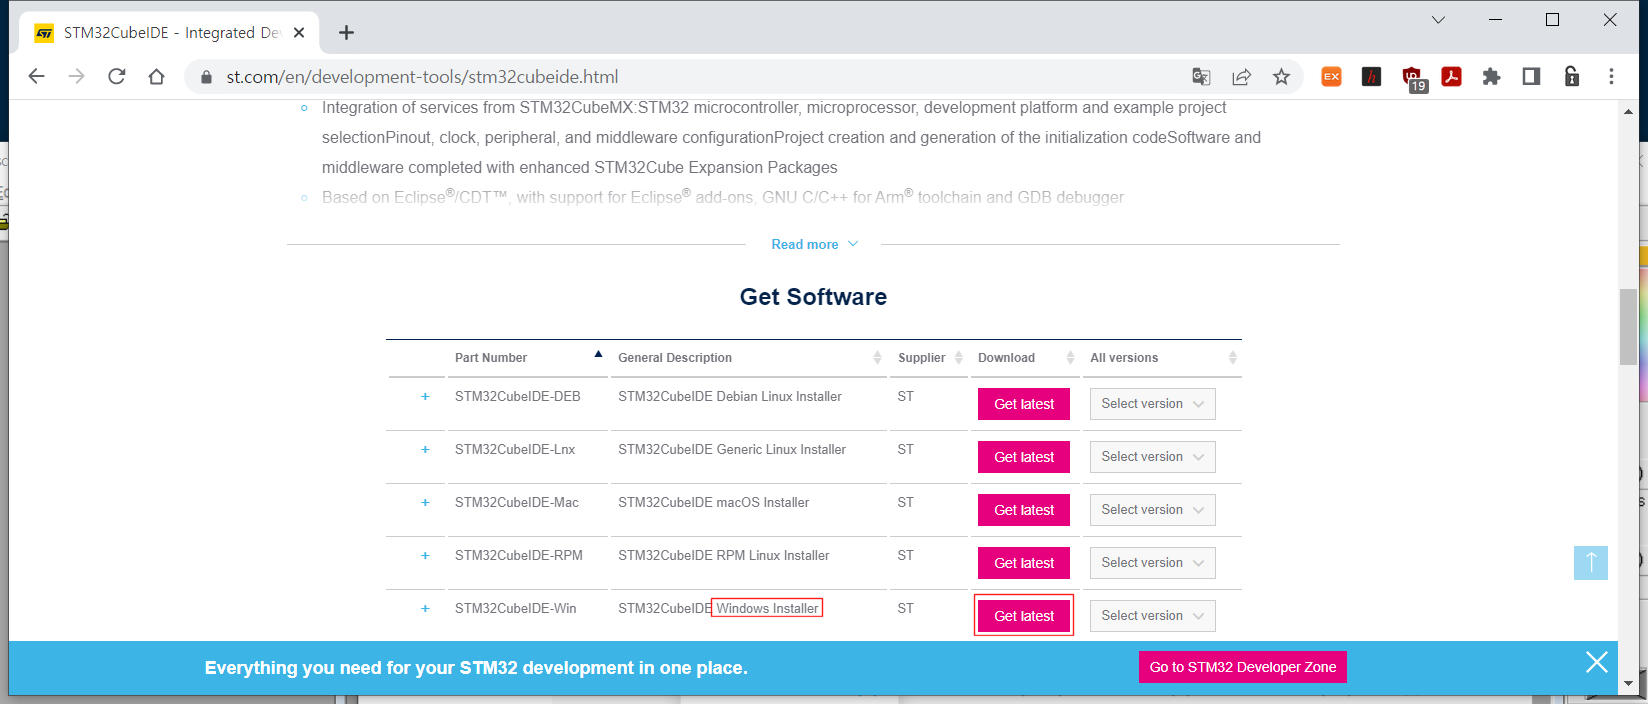 STM32CubeIDE - Integrated De
st.com/en/development-tools/stm32cubeide.html
EX
h
19
Integration of services from STM32CubeMX:STM32 microcontroller, microprocessor, development platform and example project
selectionPinout, clock, peripheral, and middleware configurationProject creation and generation of the initialization codeSoftware and
middleware completed with enhanced STM32Cube Expansion Packages
Based on Eclipse®/CDT™, with support for Eclipse® add-ons, GNU C/C++ for Arm® toolchain and GDB debugger
Read more
Get Software
Part Number General Description Supplier Download All versions
+ STM32CubeIDE-DEB STM32CubeIDE Debian Linux Installer ST Get latest Select version
+ STM32CubeIDE-Lnx STM32CubeIDE Generic Linux Installer ST Get latest Select version
+ STM32CubeIDE-Mac STM32CubeIDE macOS Installer ST Get latest Select version
+ STM32CubeIDE-RPM STM32CubeIDE RPM Linux Installer ST Get latest Select version
+ STM32CubeIDE-Win STM32CubeIDE Windows Installer ST Get latest Select version
Everything you need for your STM32 development in one place. Go to STM32 Developer Zone